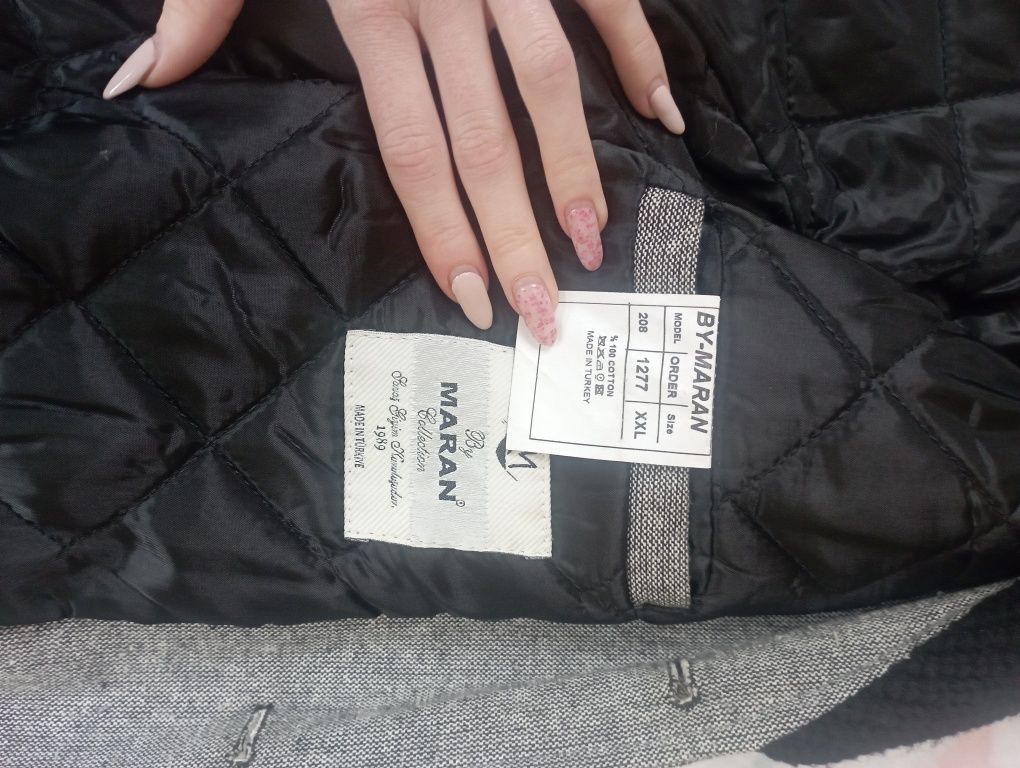 BY-MARAN
MODEL ORDER Size
208 1277 XXL
% 100 COTTON
MADE IN TURKEY
M
By
MARAN
Collection
MADE IN TÜRKİYE
1989